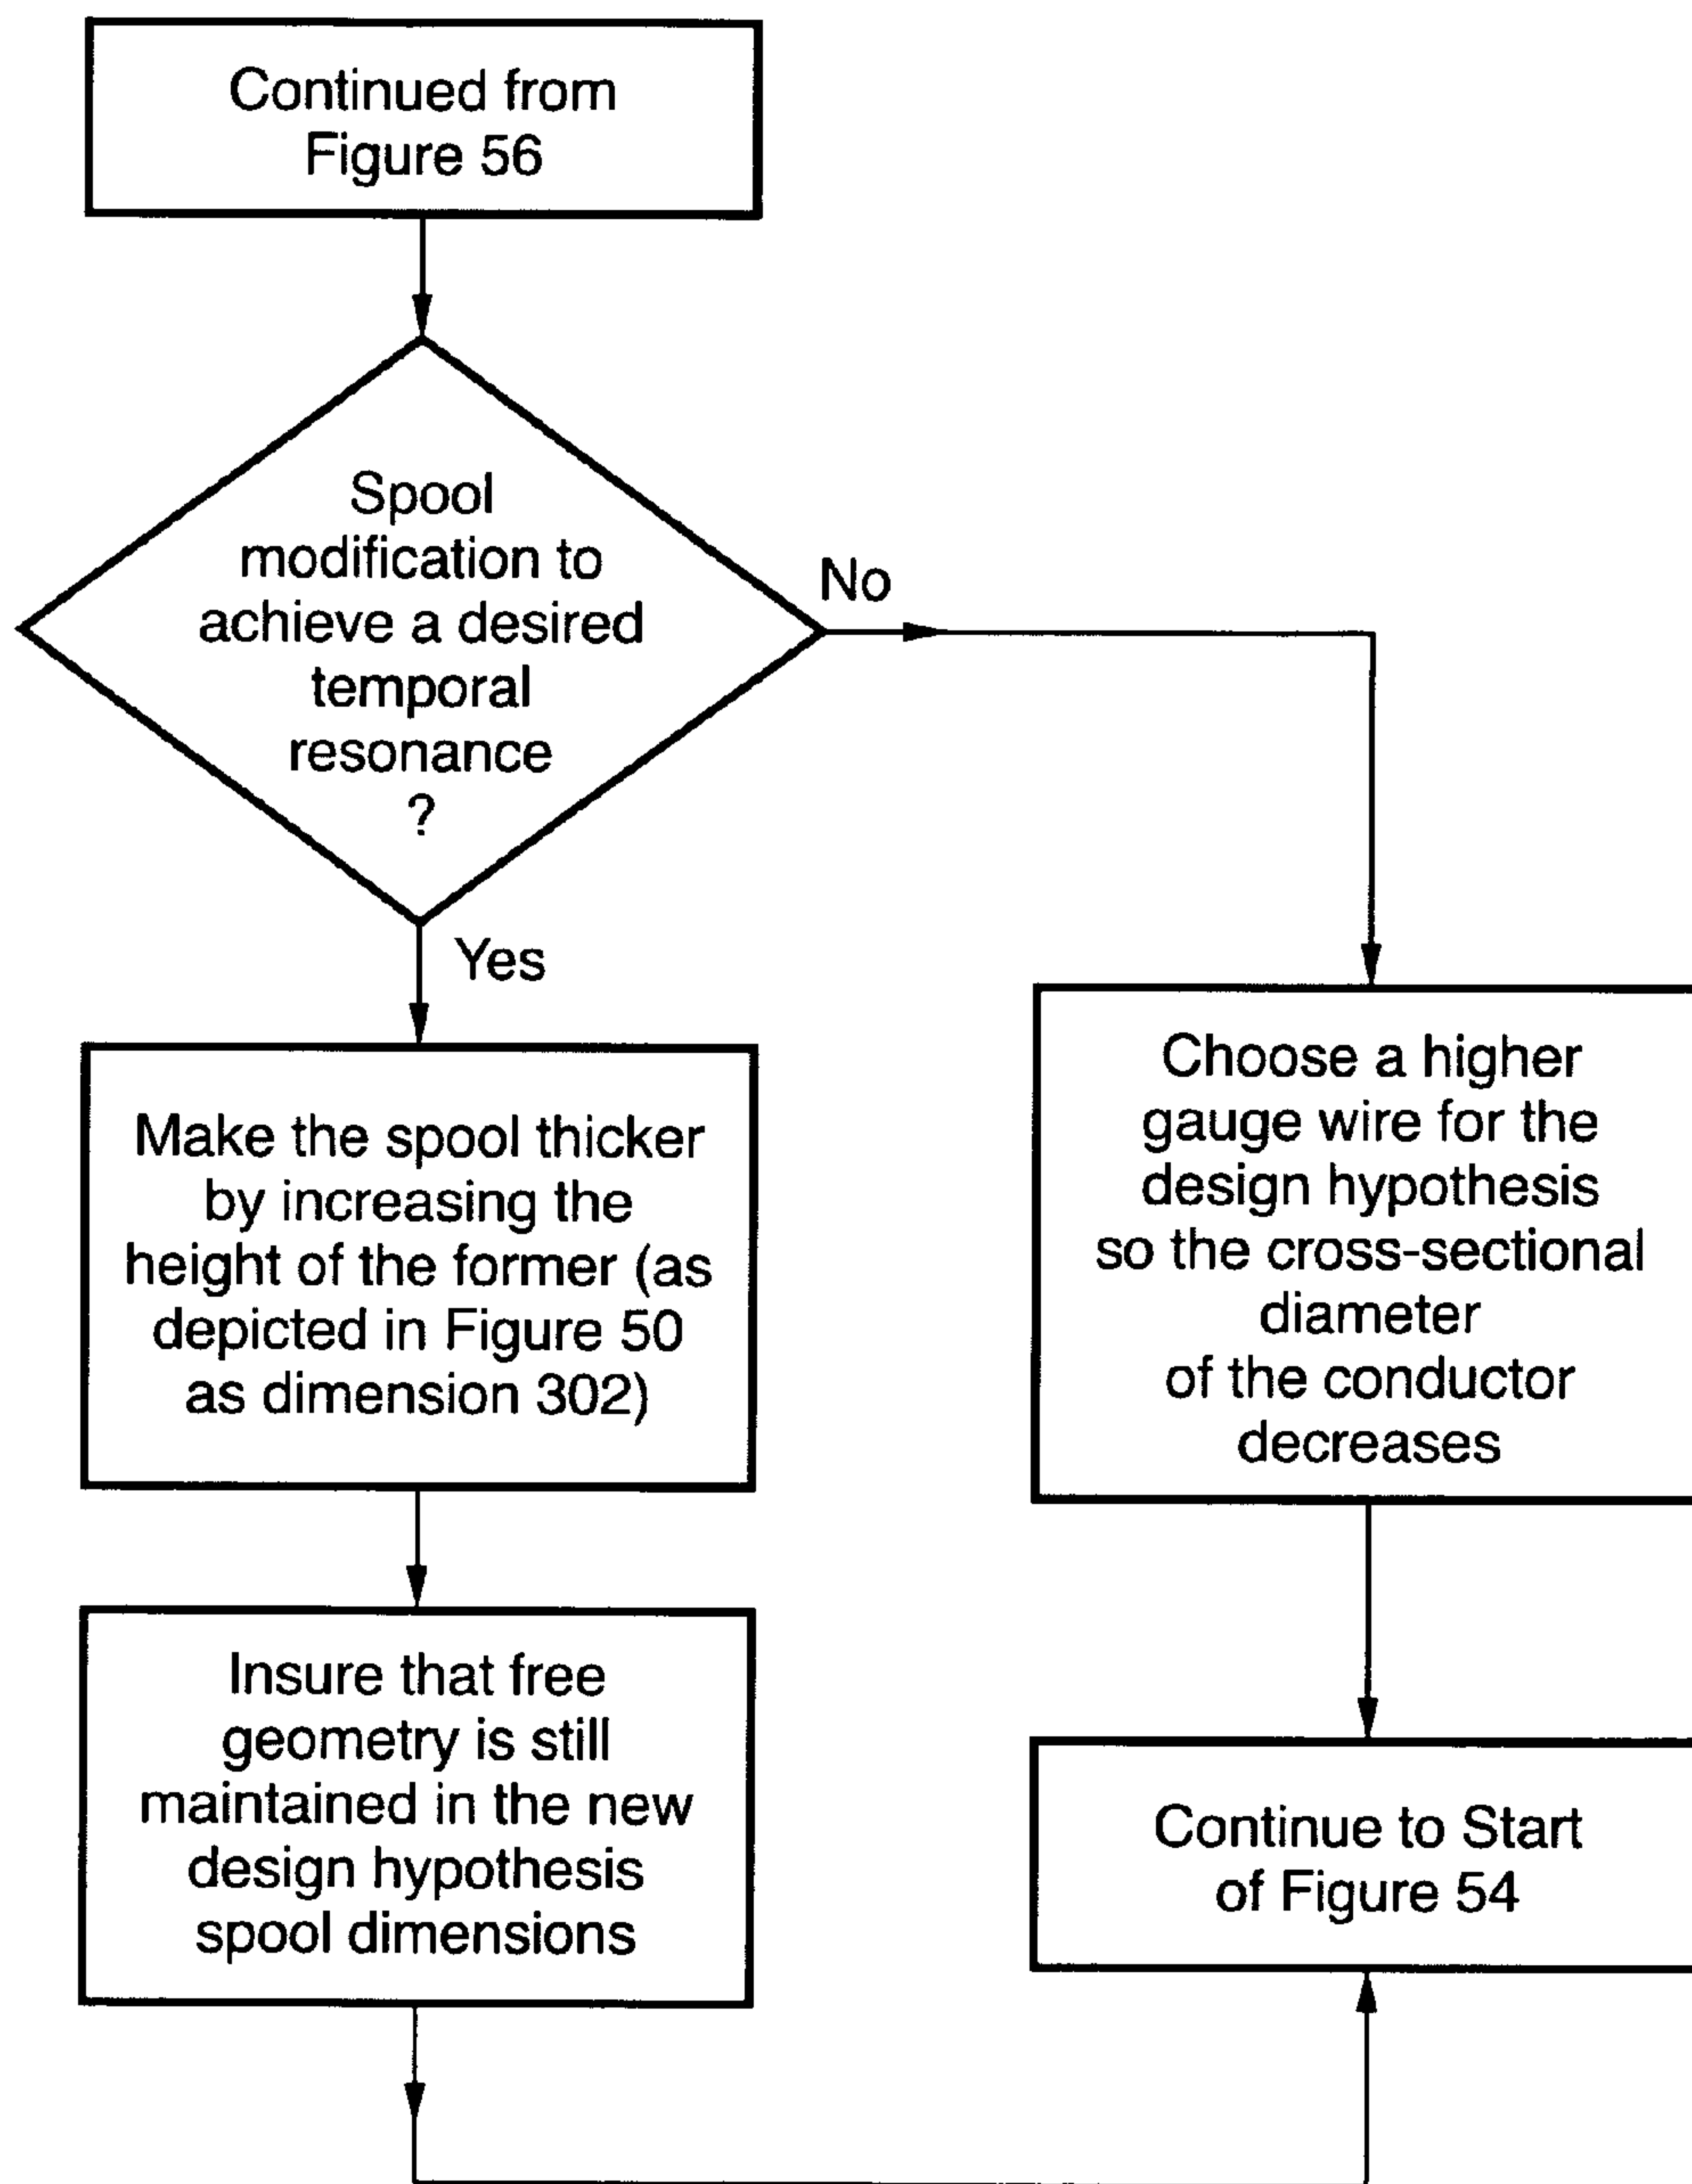 Continued from
Figure 56
Spool
modification to
achieve a desired
temporal
resonance
?
No
Yes
Make the spool thicker
by increasing the
height of the former (as
depicted in Figure 50
as dimension 302)
Insure that free
geometry is still
maintained in the new
design hypothesis
spool dimensions
Choose a higher
gauge wire for the
design hypothesis
so the cross-sectional
diameter
of the conductor
decreases
Continue to Start
of Figure 54